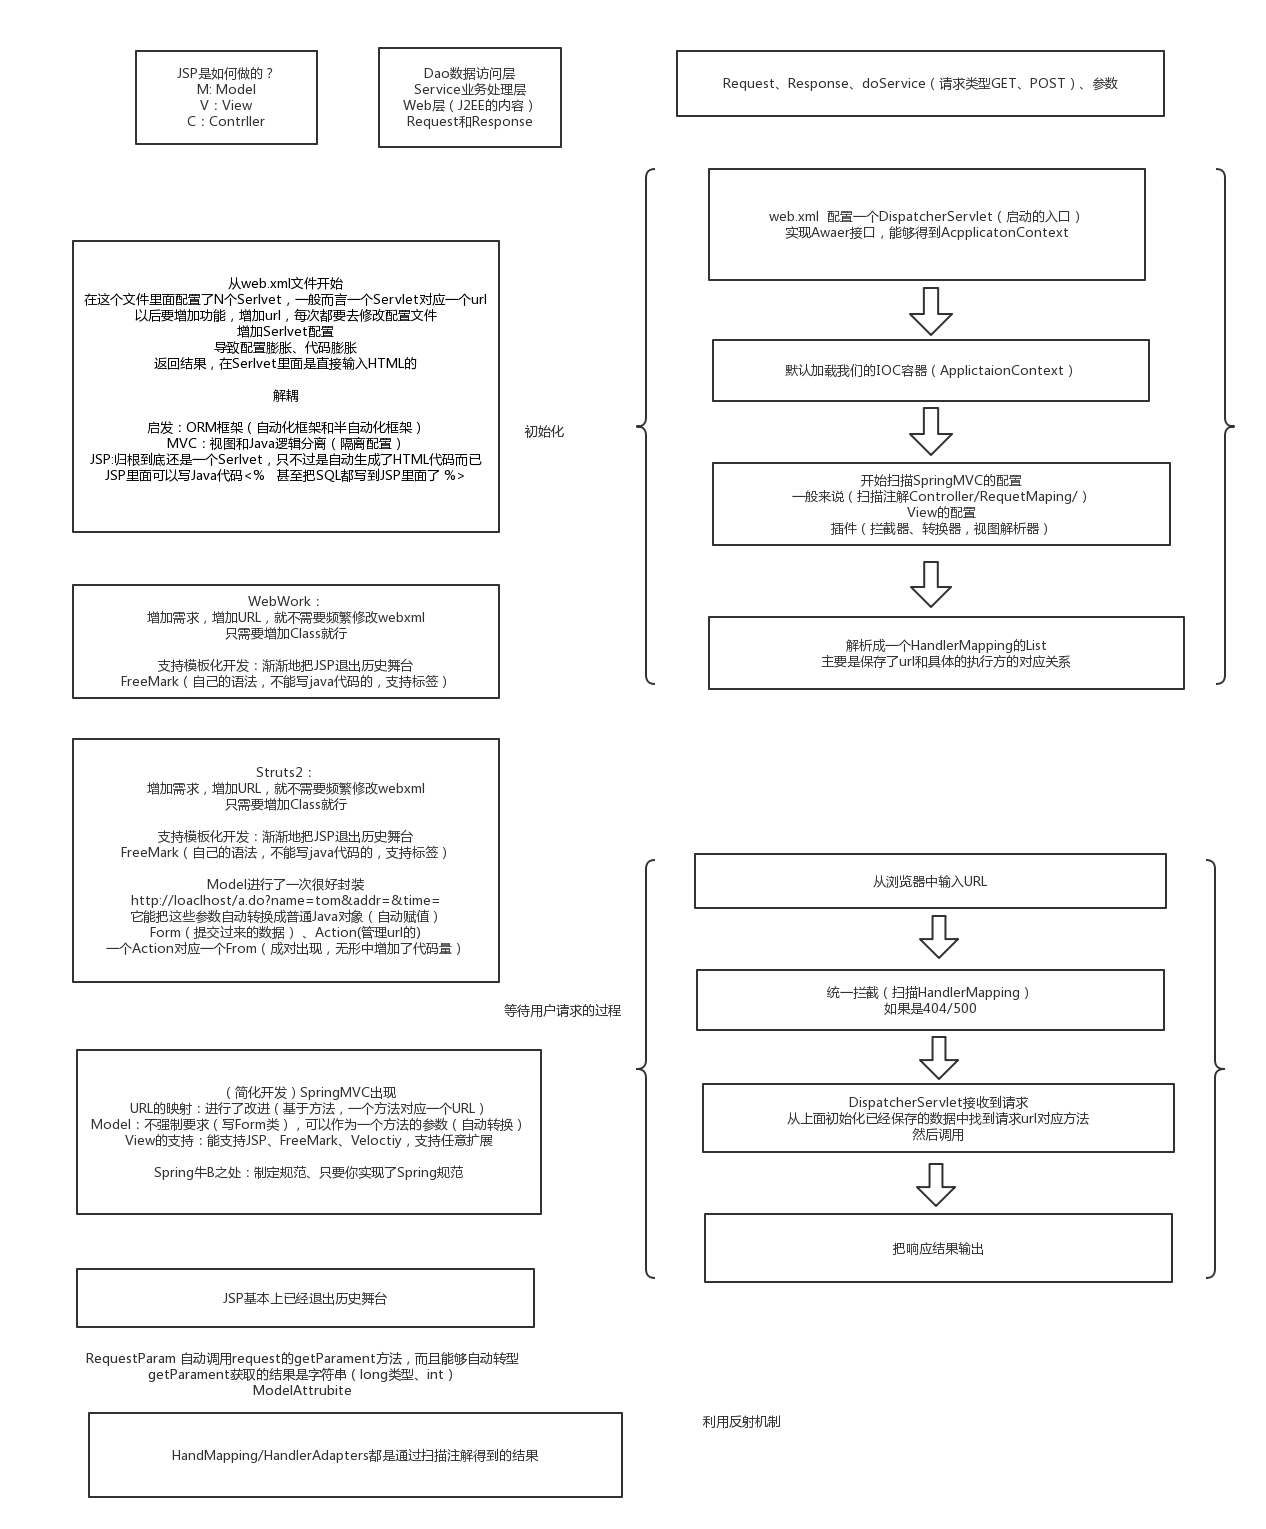 JSP是如何做的？
M: Model
V：View
C：Contrller
Dao数据访问层
Service业务处理层
Web层（J2EE的内容）
Request和Response
Request、Response、doService（请求类型GET、POST）、参数
从web.xml文件开始
在这个文件里面配置了N个Serlvet，一般而言一个Servlet对应一个url
以后要增加功能，增加url，每次都要去修改配置文件
增加Serlvet配置
导致配置膨胀、代码膨胀
返回结果，在Serlvet里面是直接输入HTML的
解耦
启发：ORM框架（自动化框架和半自动化框架）
MVC：视图和Java逻辑分离（隔离配置）
JSP:归根到底还是一个Serlvet，只不过是自动生成了HTML代码而已
JSP里面可以写Java代码<%   甚至把SQL都写到JSP里面了 %>
WebWork：
增加需求，增加URL，就不需要频繁修改webxml
只需要增加Class就行
支持模板化开发：渐渐地把JSP退出历史舞台
FreeMark（自己的语法，不能写java代码的，支持标签）
Struts2：
增加需求，增加URL，就不需要频繁修改webxml
只需要增加Class就行
支持模板化开发：渐渐地把JSP退出历史舞台
FreeMark（自己的语法，不能写java代码的，支持标签）
Model进行了一次很好封装
http://loaclhost/a.do?name=tom&addr=&time=
它能把这些参数自动转换成普通Java对象（自动赋值）
Form（提交过来的数据）、Action(管理url的)
一个Action对应一个From（成对出现，无形中增加了代码量）
（简化开发）SpringMVC出现
URL的映射：进行了改进（基于方法，一个方法对应一个URL）
Model：不强制要求（写Form类），可以作为一个方法的参数（自动转换）
View的支持：能支持JSP、FreeMark、Veloctiy，支持任意扩展
Spring牛B之处：制定规范、只要你实现了Spring规范
JSP基本上已经退出历史舞台
RequestParam 自动调用request的getParament方法，而且能够自动转型
getParament获取的结果是字符串（long类型、int）
ModelAttrubite
HandMapping/HandlerAdapters都是通过扫描注解得到的结果
初始化
web.xml  配置一个DispatcherServlet（启动的入口）
实现Awaer接口，能够得到AcpplicatonContext
默认加载我们的IOC容器（ApplictaionContext）
开始扫描SpringMVC的配置
一般来说（扫描注解Controller/RequetMaping/）
View的配置
插件（拦截器、转换器，视图解析器）
解析成一个HandlerMapping的List
主要是保存了url和具体的执行方的对应关系
等待用户请求的过程
从浏览器中输入URL
统一拦截（扫描HandlerMapping）
如果是404/500
DispatcherServlet接收到请求
从上面初始化已经保存的数据中找到请求url对应方法
然后调用
把响应结果输出
利用反射机制